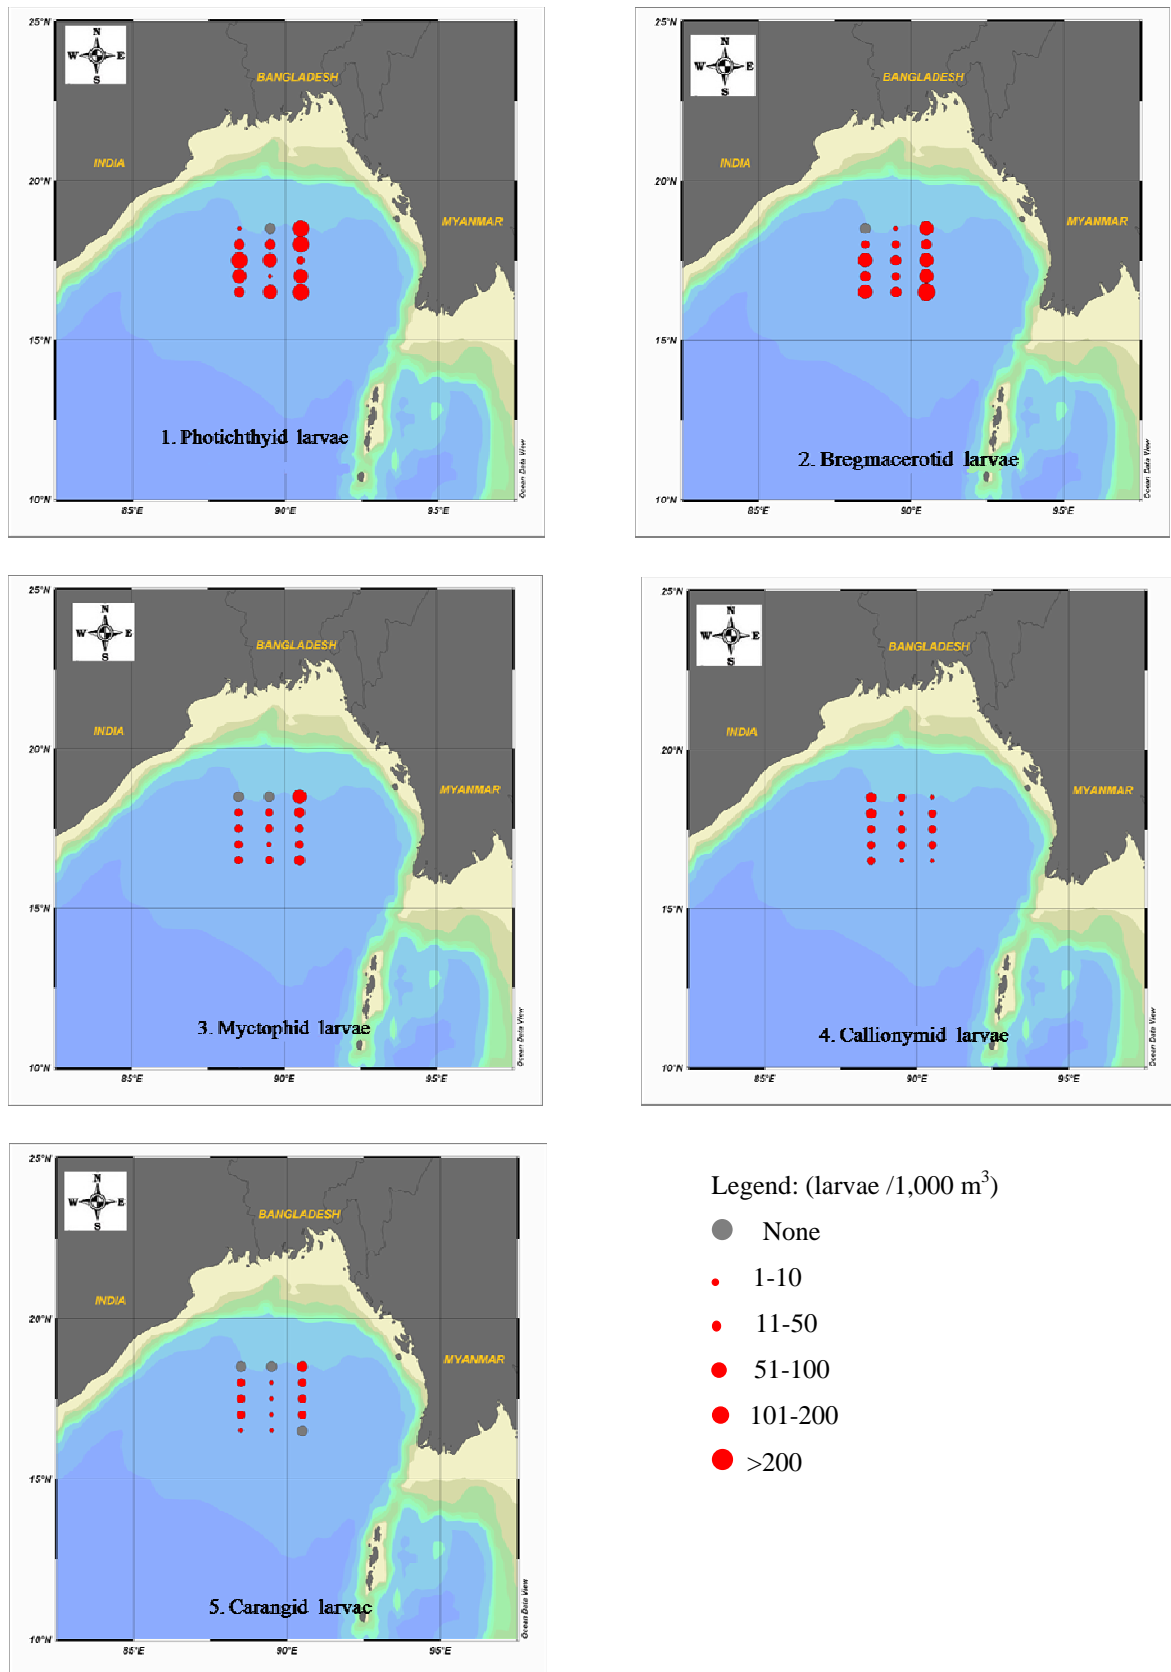 25°N
N
W E
S
BANGLADESH
INDIA
20°N
MYANMAR
15°N
1. Photichthyid larvae
10°N
85°E 90°E 95°E
Ocean Data View
25°N
N
W E
S
BANGLADESH
INDIA
20°N
MYANMAR
15°N
2. Bregmacerotid larvae
10°N
85°E 90°E 95°E
Ocean Data View
25°N
N
W E
S
BANGLADESH
INDIA
20°N
MYANMAR
15°N
3. Myctophid larvae
10°N
85°E 90°E 95°E
Ocean Data View
25°N
N
W E
S
BANGLADESH
INDIA
20°N
MYANMAR
15°N
4. Callionymid larvae
10°N
85°E 90°E 95°E
Ocean Data View
25°N
N
W E
S
BANGLADESH
INDIA
20°N
MYANMAR
15°N
5. Carangid larvae
10°N
85°E 90°E 95°E
Ocean Data View
Legend: (larvae /1,000 m³)
None
1-10
11-50
51-100
101-200
>200